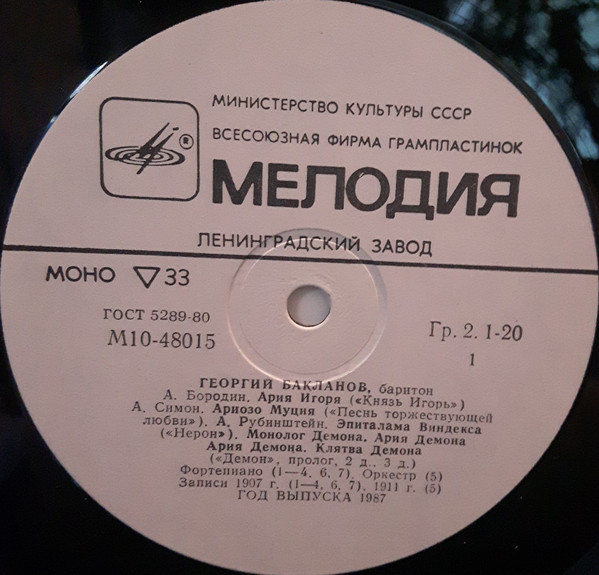 МИНИСТЕРСТВО КУЛЬТУРЫ СССР
ВСЕСОЮЗНАЯ ФИРМА ГРАМПЛАСТИНОК
®
МЕЛОДИЯ
ЛЕНИНГРАДСКИЙ ЗАВОД
МОНО ▽ 33
ГОСТ 5289-80
М10-48015
Гр. 2. 1-20
1
ГЕОРГИЙ БАКЛАНОВ, баритон
А. Бородин. Ария Игоря («Князь Игорь»)
А. Симон. Ариозо Муция («Песнь торжествующей
любви»). А. Рубинштейн. Эпиталама Виндекса
(«Нерон»). Монолог Демона. Ария Демона
Ария Демона. Клятва Демона
(«Демон», пролог, 2 д., 3 д.)
Фортепиано (1—4, 6, 7), Оркестр (5)
Записи 1907 г. (1—4, 6, 7), 1911 г. (5)
ГОД ВЫПУСКА 1987